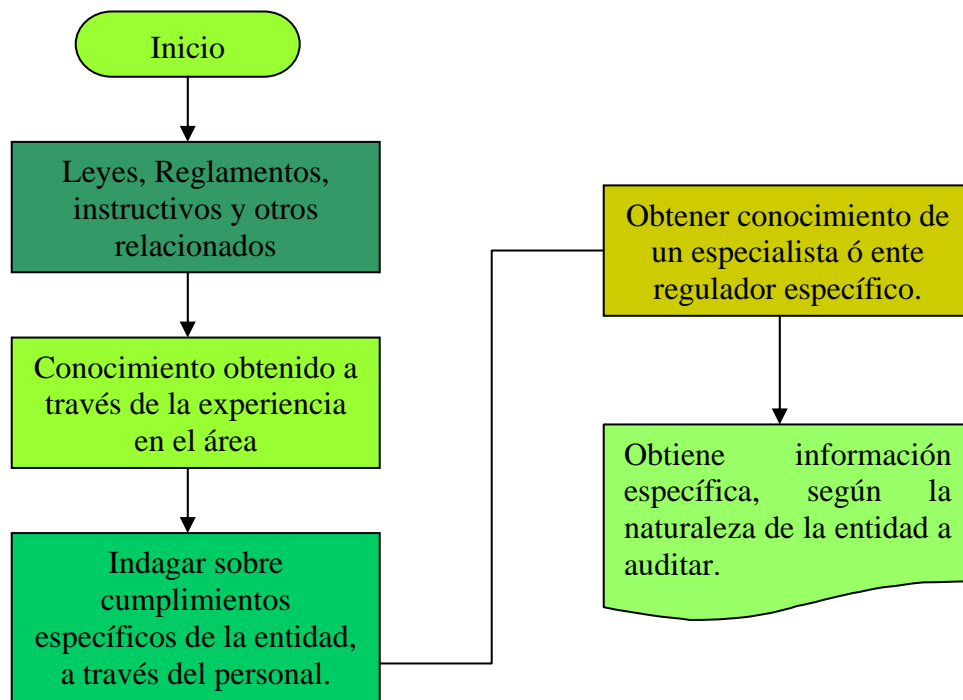 Inicio
Leyes, Reglamentos,
instructivos y otros
relacionados
Conocimiento obtenido a
través de la experiencia
en el área
Indagar sobre
cumplimientos
específicos de la entidad,
a través del personal.
Obtener conocimiento de
un especialista ó ente
regulador específico.
Obtiene información
específica, según la
naturaleza de la entidad a
auditar.